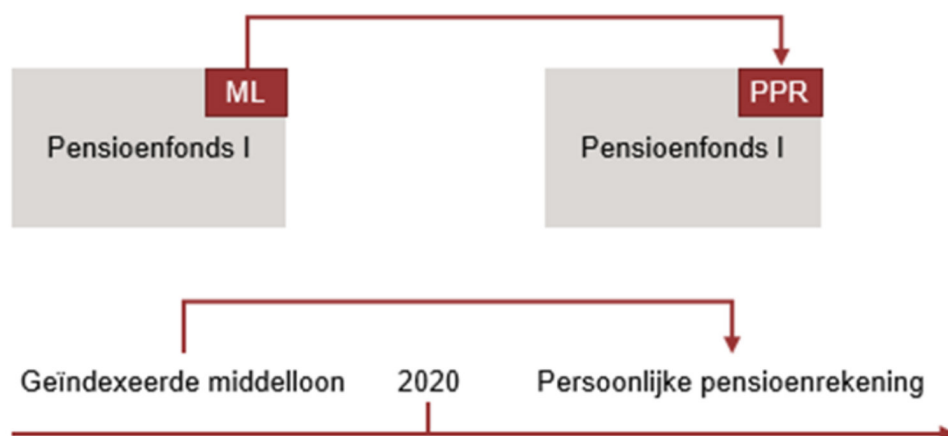 ML
PPR
Pensioenfonds I
Pensioenfonds I
Geïndexeerde middelloon
2020
Persoonlijke pensioenrekening